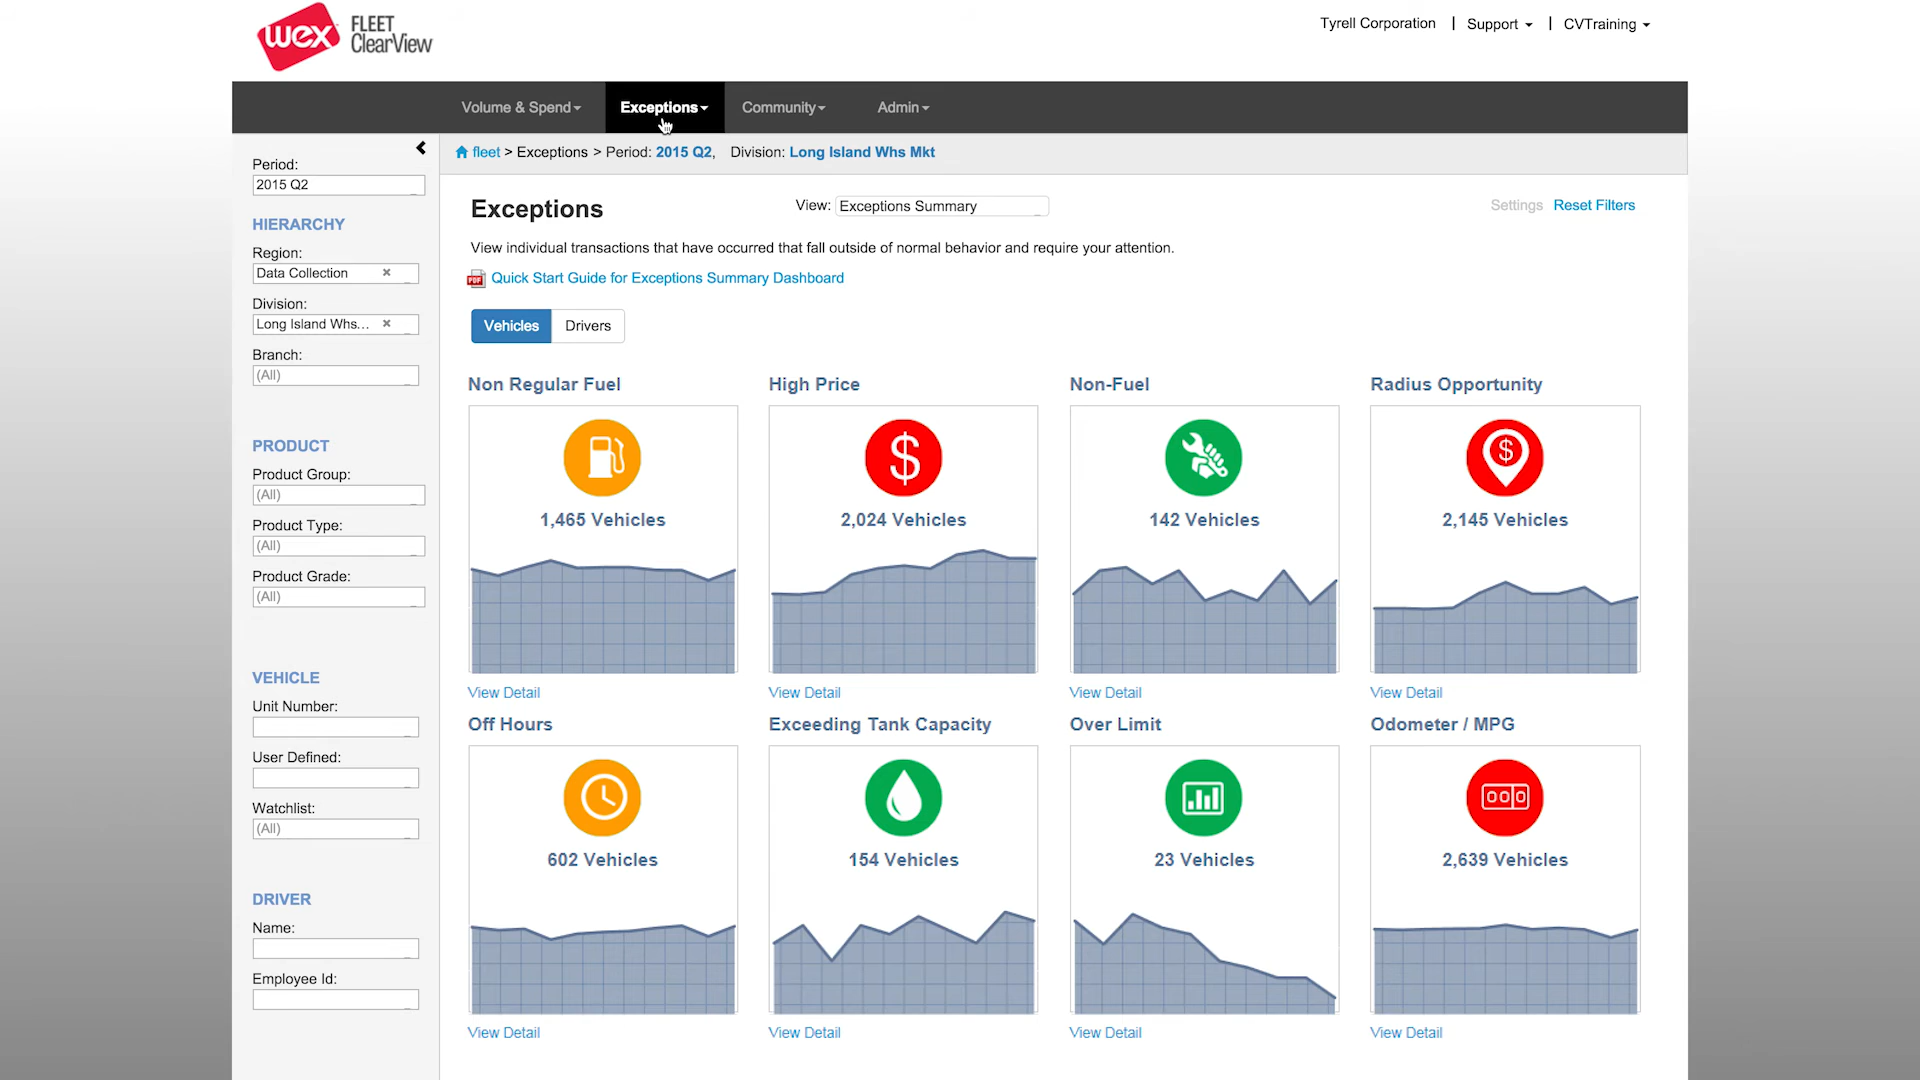 wex FLEET ClearView
Tyrell Corporation | Support | CVTraining
Volume & Spend Exceptions Community Admin
fleet > Exceptions > Period: 2015 Q2, Division: Long Island Whs Mkt
Period:
2015 Q2
HIERARCHY
Region:
Data Collection ×
Division:
Long Island Whs... ×
Branch:
(All)
PRODUCT
Product Group:
(All)
Product Type:
(All)
Product Grade:
(All)
VEHICLE
Unit Number:
User Defined:
Watchlist:
(All)
DRIVER
Name:
Employee Id:
Exceptions View: Exceptions Summary Settings Reset Filters
View individual transactions that have occurred that fall outside of normal behavior and require your attention.
PDF Quick Start Guide for Exceptions Summary Dashboard
Vehicles Drivers
Non Regular Fuel High Price Non-Fuel Radius Opportunity
$ $
1,465 Vehicles 2,024 Vehicles 142 Vehicles 2,145 Vehicles
View Detail View Detail View Detail View Detail
Off Hours Exceeding Tank Capacity Over Limit Odometer / MPG
000
602 Vehicles 154 Vehicles 23 Vehicles 2,639 Vehicles
View Detail View Detail View Detail View Detail